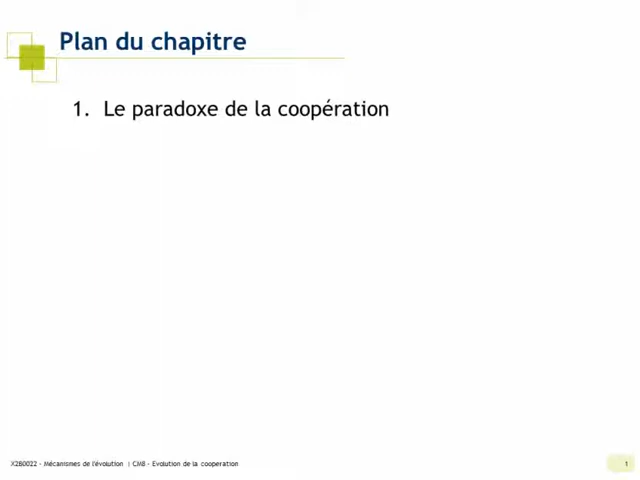 Plan du chapitre
1. Le paradoxe de la coopération
X2B0022 - Mécanismes de l'évolution | CM8 - Evolution de la cooperation
1